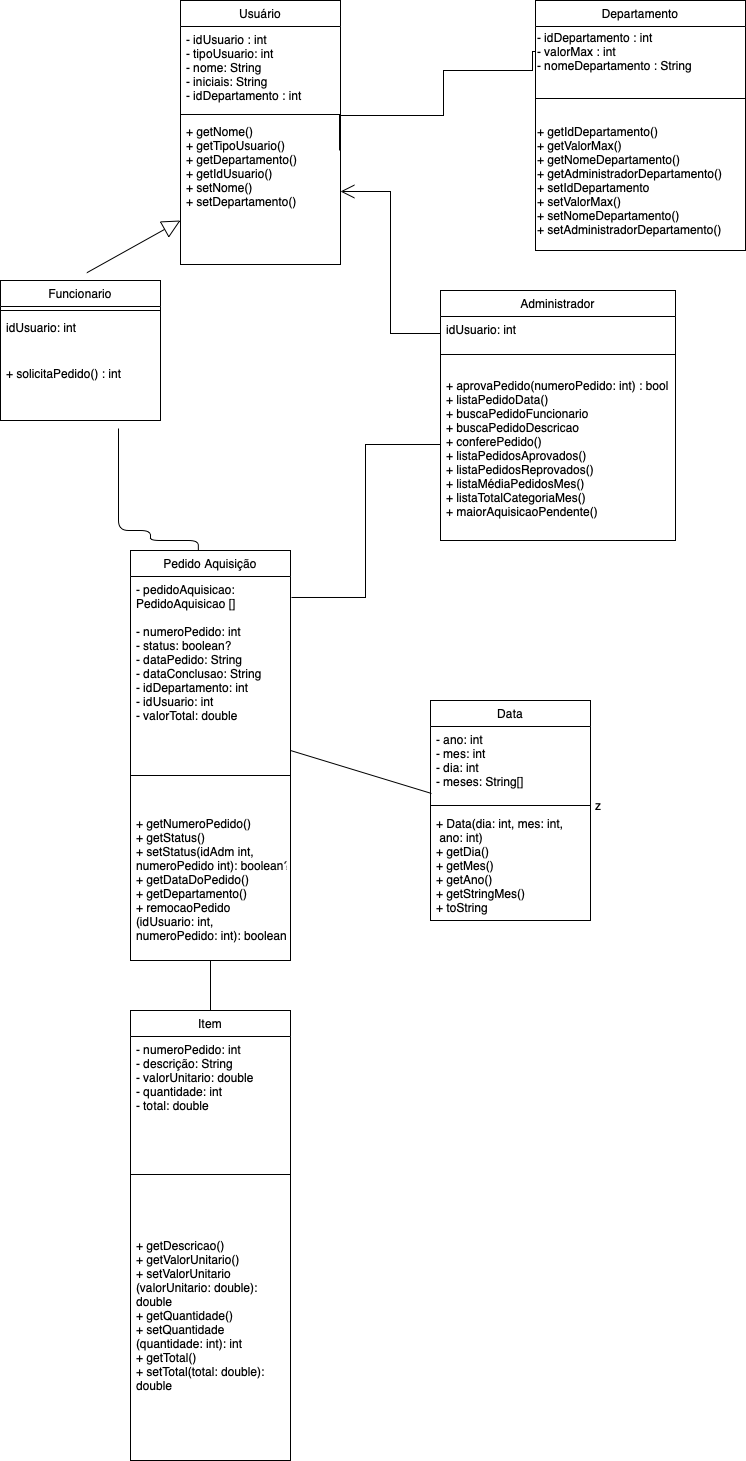 Usuário
- idUsuario : int
- tipoUsuario: int
- nome: String
- iniciais: String
- idDepartamento : int
+ getNome()
+ getTipoUsuario()
+ getDepartamento()
+ getIdUsuario()
+ setNome()
+ setDepartamento()
Departamento
- idDepartamento : int
- valorMax : int
- nomeDepartamento : String
+ getIdDepartamento()
+ getValorMax()
+ getNomeDepartamento()
+ getAdministradorDepartamento()
+ setIdDepartamento
+ setValorMax()
+ setNomeDepartamento()
+ setAdministradorDepartamento()
Funcionario
idUsuario: int
+ solicitaPedido() : int
Administrador
idUsuario: int
+ aprovaPedido(numeroPedido: int) : bool
+ listaPedidoData()
+ buscaPedidoFuncionario
+ buscaPedidoDescricao
+ conferePedido()
+ listaPedidosAprovados()
+ listaPedidosReprovados()
+ listaMédiaPedidosMes()
+ listaTotalCategoriaMes()
+ maiorAquisicaoPendente()
Pedido Aquisição
- pedidoAquisicao:
PedidoAquisicao []
- numeroPedido: int
- status: boolean?
- dataPedido: String
- dataConclusao: String
- idDepartamento: int
- idUsuario: int
- valorTotal: double
+ getNumeroPedido()
+ getStatus()
+ setStatus(idAdm int,
numeroPedido int): boolean?
+ getDataDoPedido()
+ getDepartamento()
+ remocaoPedido
(idUsuario: int,
numeroPedido: int): boolean
Data
- ano: int
- mes: int
- dia: int
- meses: String[]
z
+ Data(dia: int, mes: int,
ano: int)
+ getDia()
+ getMes()
+ getAno()
+ getStringMes()
+ toString
Item
- numeroPedido: int
- descrição: String
- valorUnitario: double
- quantidade: int
- total: double
+ getDescricao()
+ getValorUnitario()
+ setValorUnitario
(valorUnitario: double):
double
+ getQuantidade()
+ setQuantidade
(quantidade: int): int
+ getTotal()
+ setTotal(total: double):
double